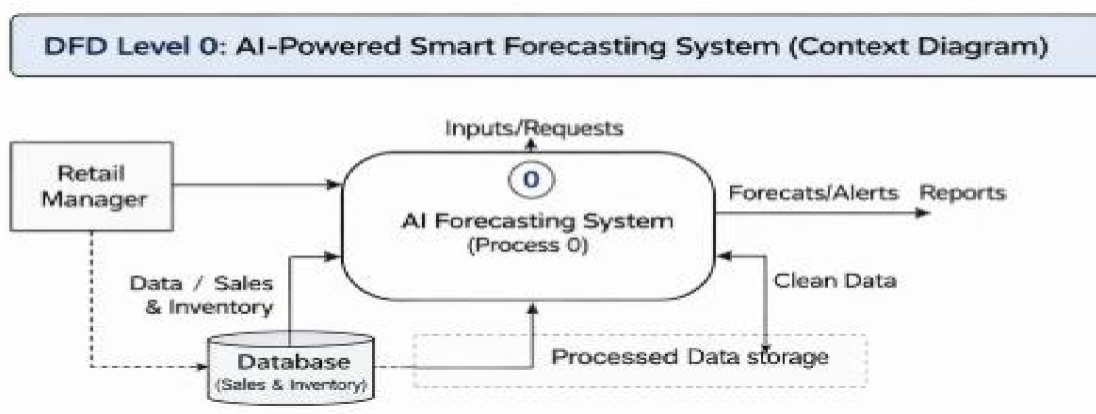 DFD Level 0: AI-Powered Smart Forecasting System (Context Diagram)
Inputs/Requests
Retail
Manager
0
AI Forecasting System
(Process 0)
Forecats/Alerts Reports
Data / Sales
& Inventory
Clean Data
Database
(Sales & Inventory)
Processed Data storage